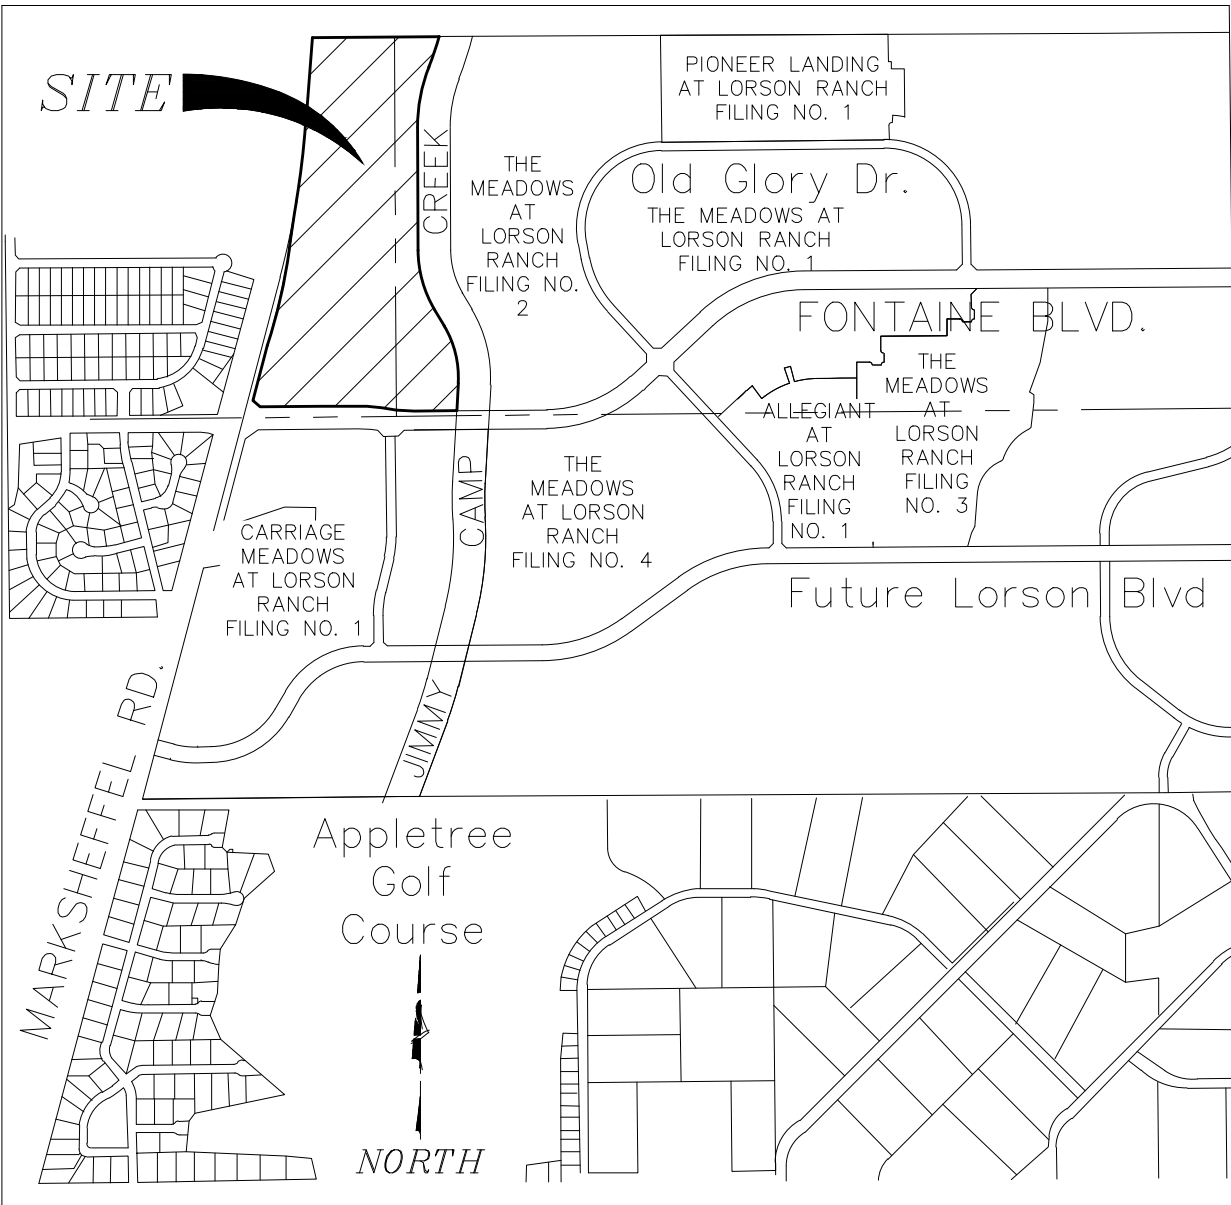 SITE
PIONEER LANDING
AT LORSON RANCH
FILING NO. 1
CREEK
THE
MEADOWS
AT
LORSON
RANCH
FILING NO.
2
Old Glory Dr.
THE MEADOWS AT
LORSON RANCH
FILING NO. 1
FONTAINE BLVD.
THE
MEADOWS
AT
LORSON
RANCH
FILING
NO. 3
ALLEGIANT
AT
LORSON
RANCH
FILING
NO. 1
THE
MEADOWS
AT LORSON
RANCH
FILING NO. 4
CAMP
CARRIAGE
MEADOWS
AT LORSON
RANCH
FILING NO. 1
Future Lorson Blvd
JIMMY
MARKSHEFFEL RD.
Appletree
Golf
Course
NORTH